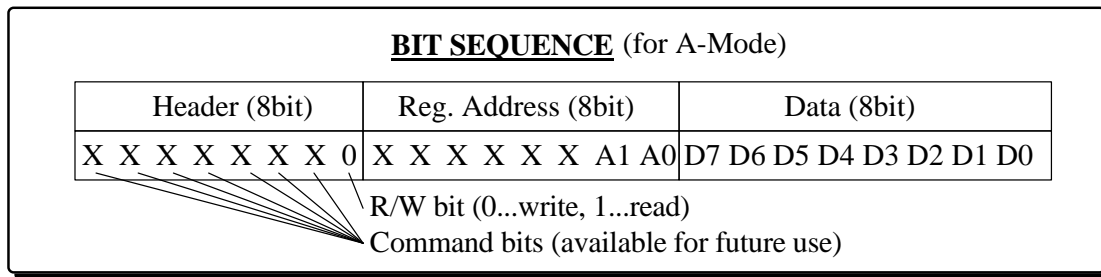 BIT SEQUENCE (for A-Mode)
Header (8bit) Reg. Address (8bit) Data (8bit)
X X X X X X X 0 X X X X X X A1 A0 D7 D6 D5 D4 D3 D2 D1 D0
R/W bit (0...write, 1...read)
Command bits (available for future use)